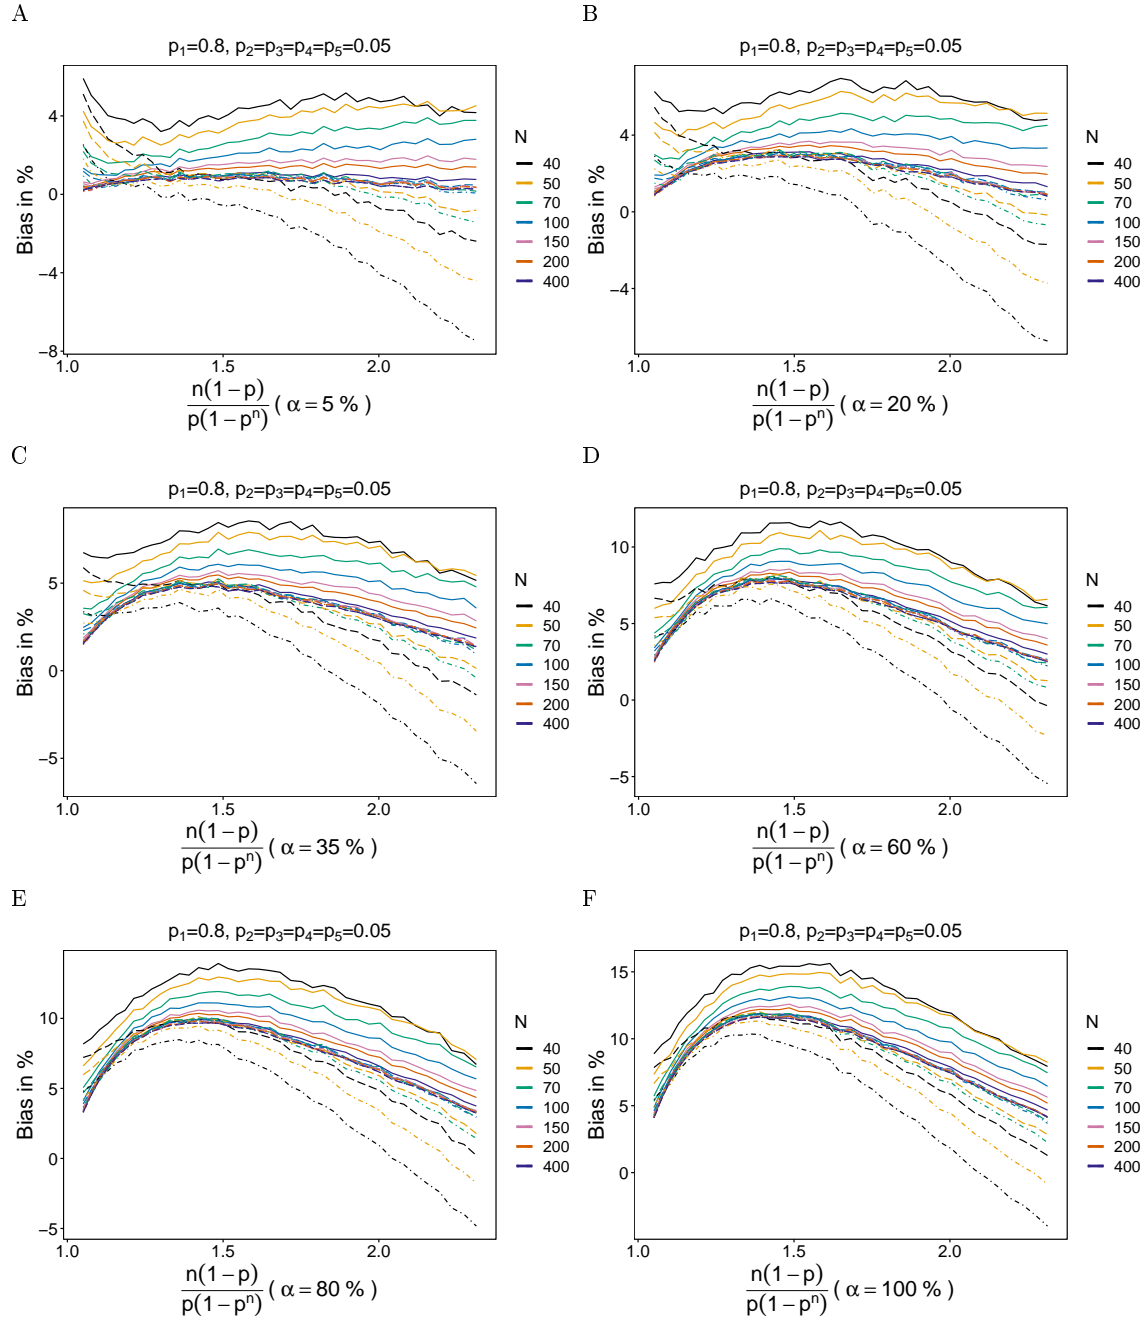 A
p₁=0.8, p₂=p₃=p₄=p₅=0.05
Bias in %
4
0
−4
−8
1.0 1.5 2.0
n(1−p)
p(1−pⁿ) ( α = 5 % )
N
40
50
70
100
150
200
400
B
p₁=0.8, p₂=p₃=p₄=p₅=0.05
Bias in %
4
0
−4
1.0 1.5 2.0
n(1−p)
p(1−pⁿ) ( α = 20 % )
N
40
50
70
100
150
200
400
C
p₁=0.8, p₂=p₃=p₄=p₅=0.05
Bias in %
5
0
−5
1.0 1.5 2.0
n(1−p)
p(1−pⁿ) ( α = 35 % )
N
40
50
70
100
150
200
400
D
p₁=0.8, p₂=p₃=p₄=p₅=0.05
Bias in %
10
5
0
−5
1.0 1.5 2.0
n(1−p)
p(1−pⁿ) ( α = 60 % )
N
40
50
70
100
150
200
400
E
p₁=0.8, p₂=p₃=p₄=p₅=0.05
Bias in %
10
5
0
−5
1.0 1.5 2.0
n(1−p)
p(1−pⁿ) ( α = 80 % )
N
40
50
70
100
150
200
400
F
p₁=0.8, p₂=p₃=p₄=p₅=0.05
Bias in %
15
10
5
0
1.0 1.5 2.0
n(1−p)
p(1−pⁿ) ( α = 100 % )
N
40
50
70
100
150
200
400